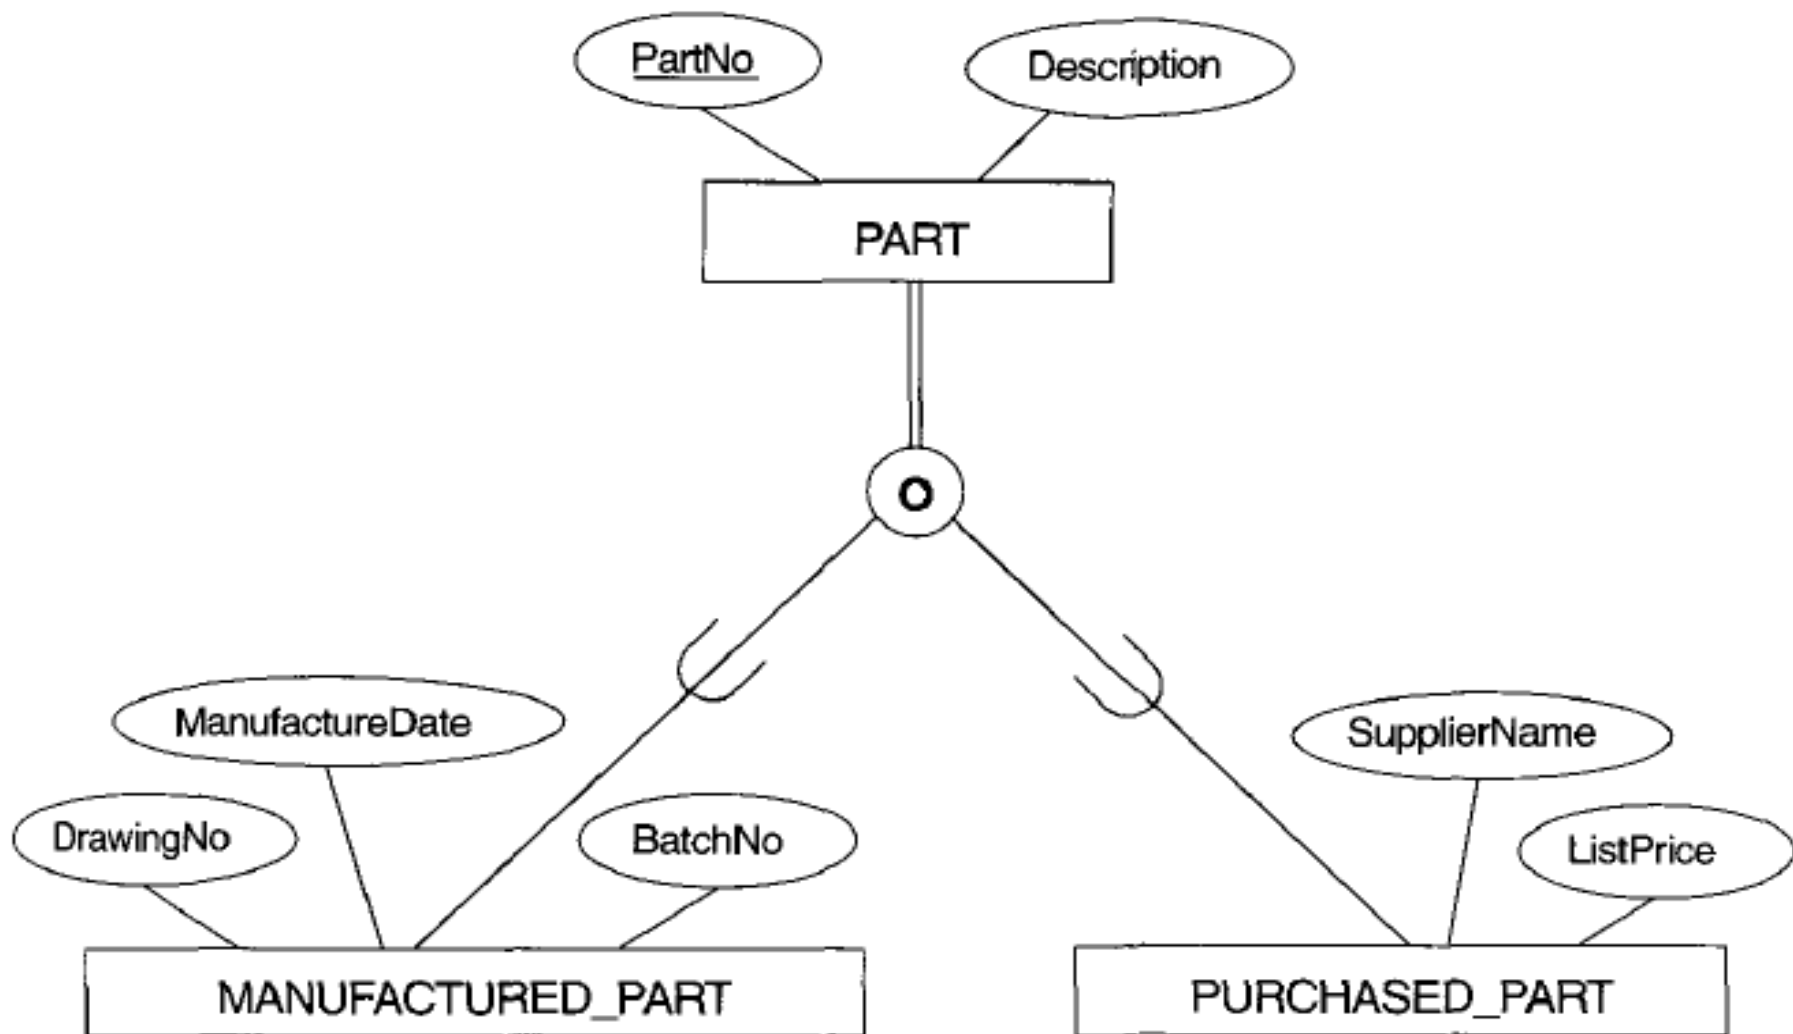 PartNo
Description
PART
O
ManufactureDate
SupplierName
DrawingNo
BatchNo
ListPrice
MANUFACTURED_PART
PURCHASED_PART